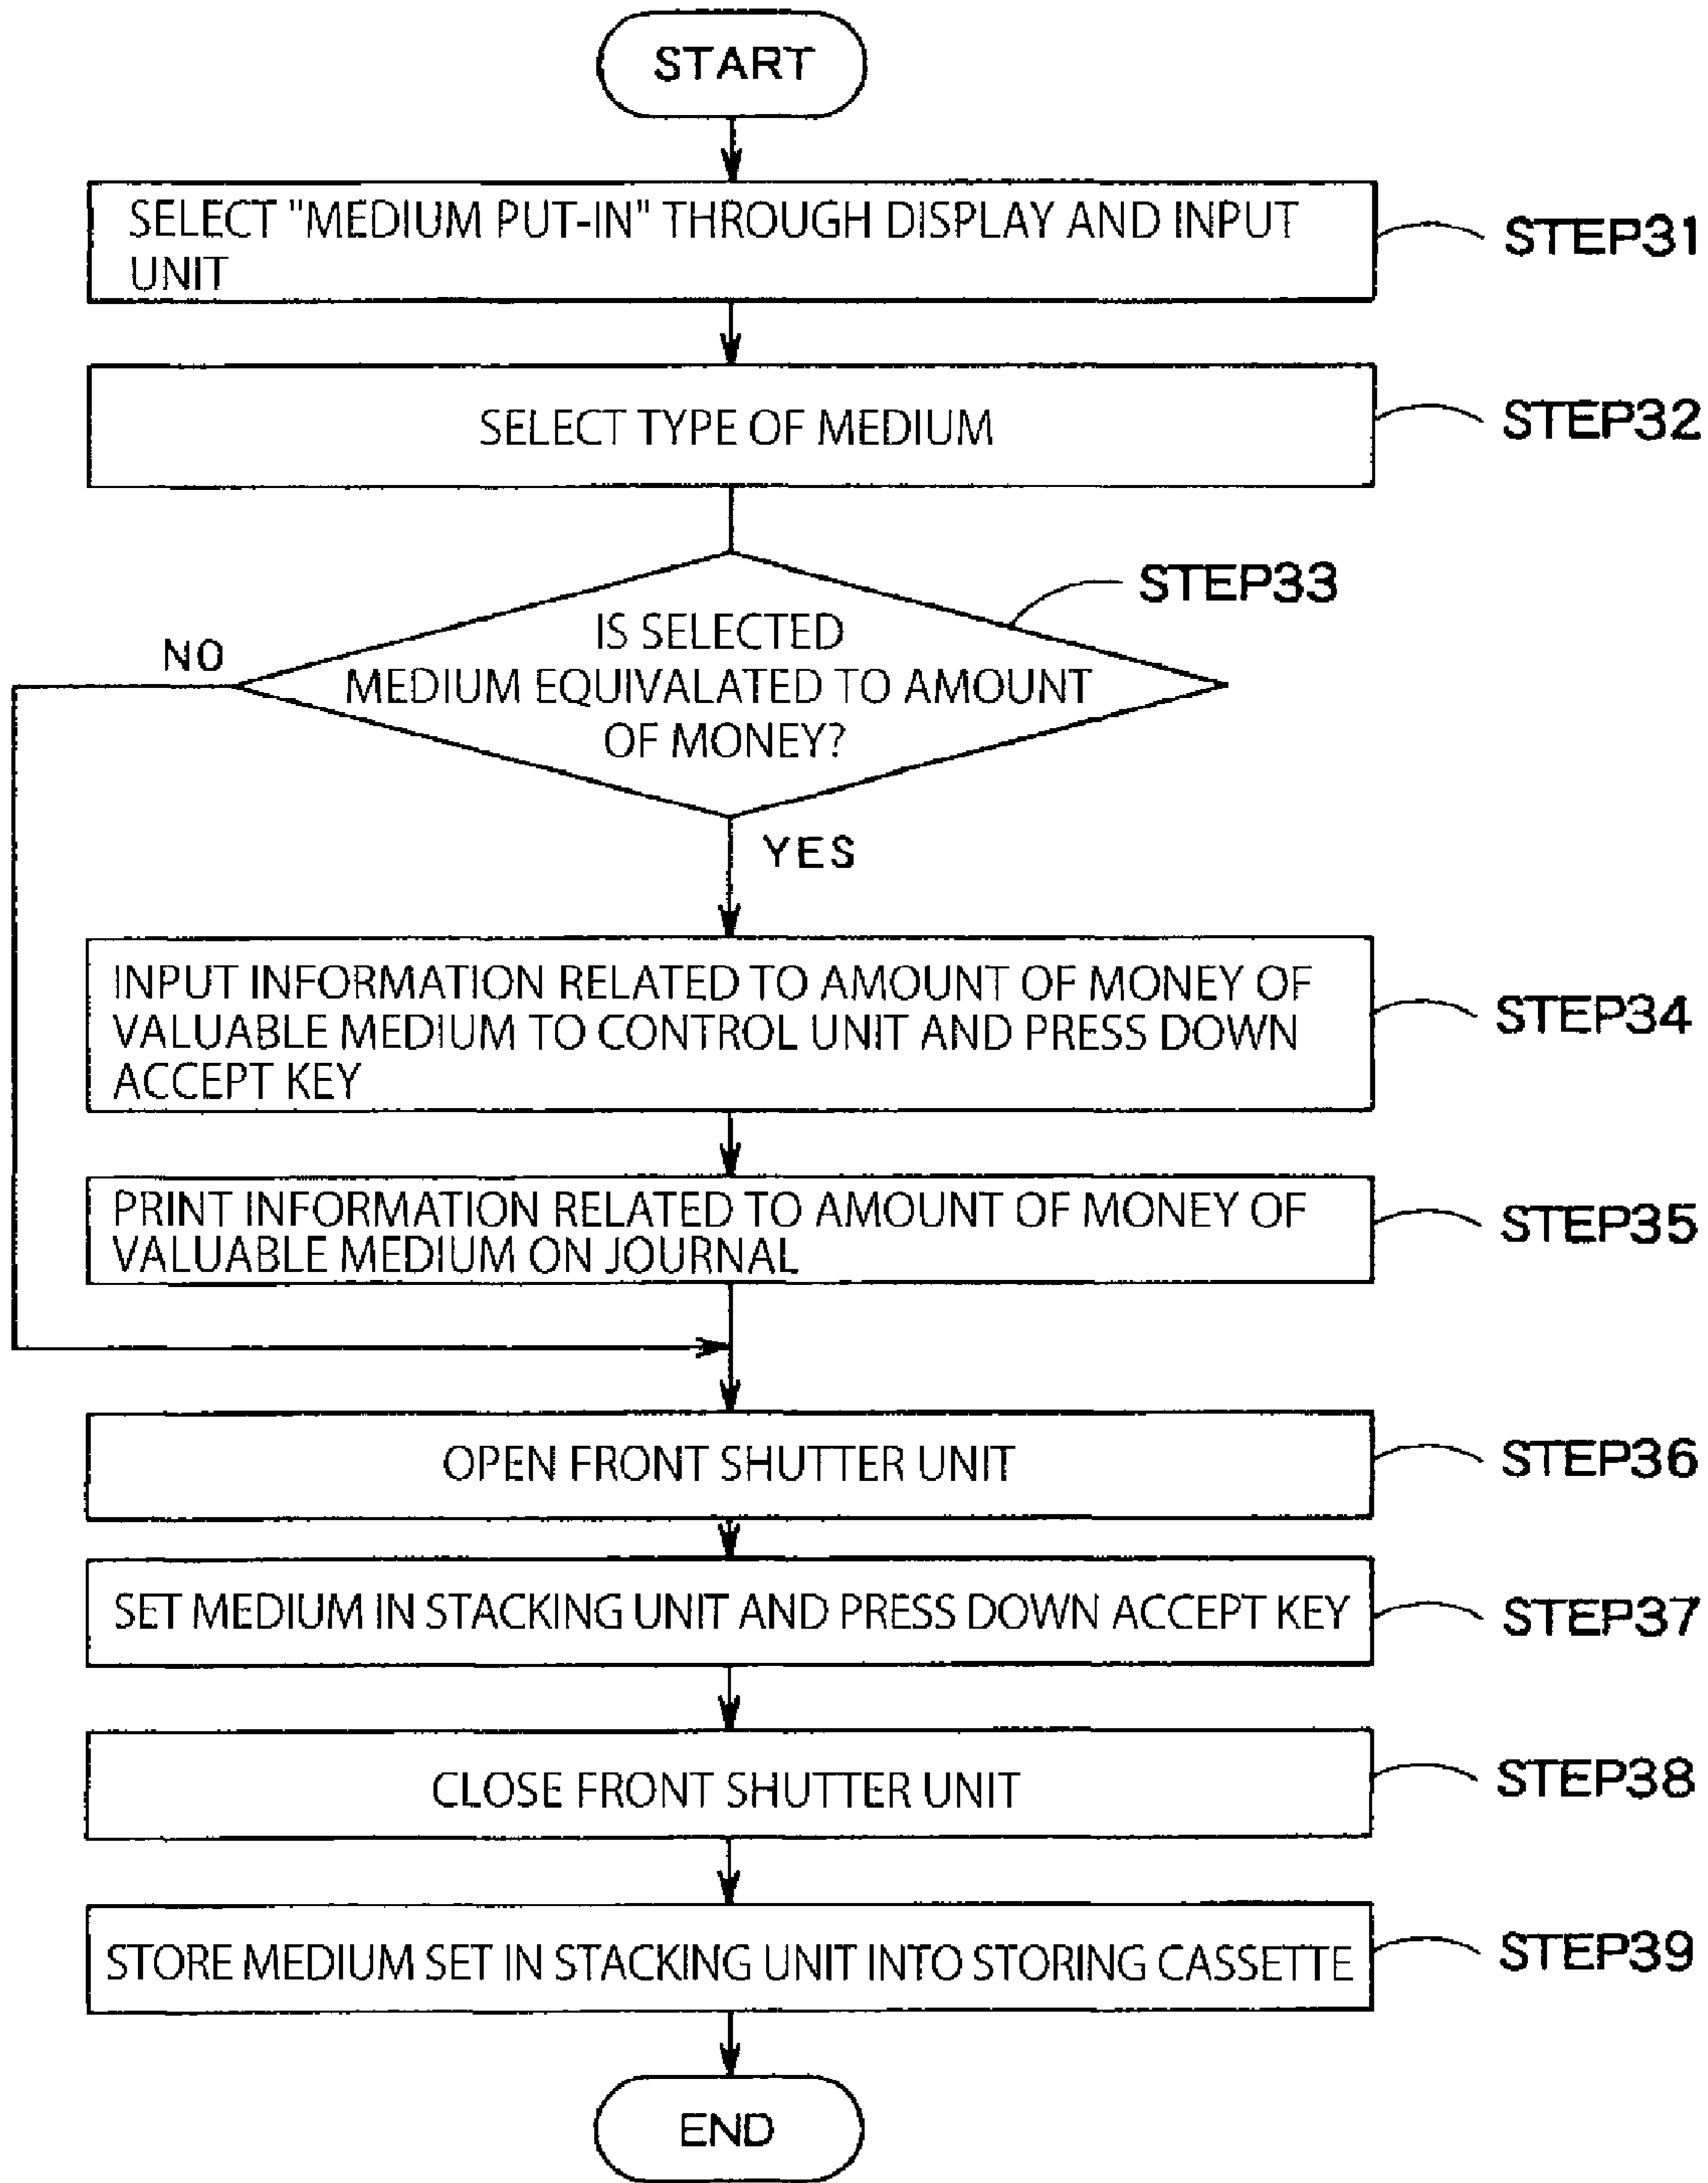 START
SELECT "MEDIUM PUT-IN" THROUGH DISPLAY AND INPUT
UNIT
STEP31
SELECT TYPE OF MEDIUM
STEP32
STEP33
IS SELECTED
MEDIUM EQUIVALATED TO AMOUNT
OF MONEY?
NO
YES
INPUT INFORMATION RELATED TO AMOUNT OF MONEY OF
VALUABLE MEDIUM TO CONTROL UNIT AND PRESS DOWN
ACCEPT KEY
STEP34
PRINT INFORMATION RELATED TO AMOUNT OF MONEY OF
VALUABLE MEDIUM ON JOURNAL
STEP35
OPEN FRONT SHUTTER UNIT
STEP36
SET MEDIUM IN STACKING UNIT AND PRESS DOWN ACCEPT KEY
STEP37
CLOSE FRONT SHUTTER UNIT
STEP38
STORE MEDIUM SET IN STACKING UNIT INTO STORING CASSETTE
STEP39
END